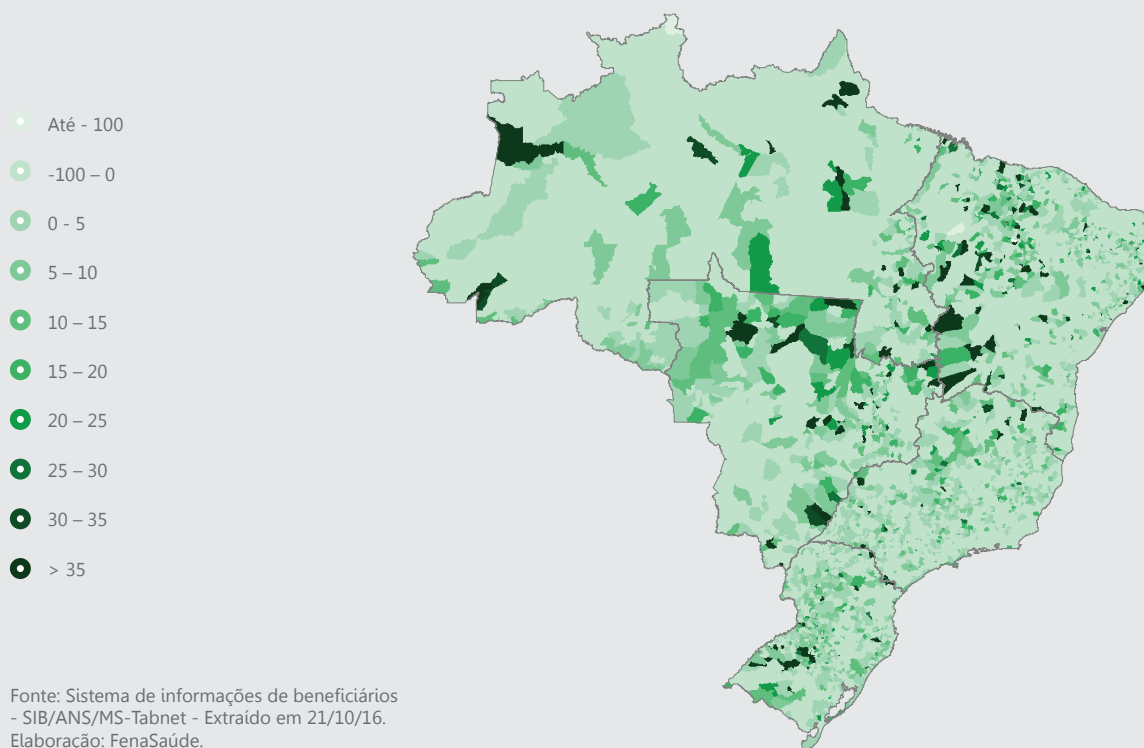 Até - 100
-100 – 0
0 - 5
5 – 10
10 – 15
15 – 20
20 – 25
25 – 30
30 – 35
> 35
Fonte: Sistema de informações de beneficiários
- SIB/ANS/MS-Tabnet - Extraído em 21/10/16.
Elaboração: FenaSaúde.